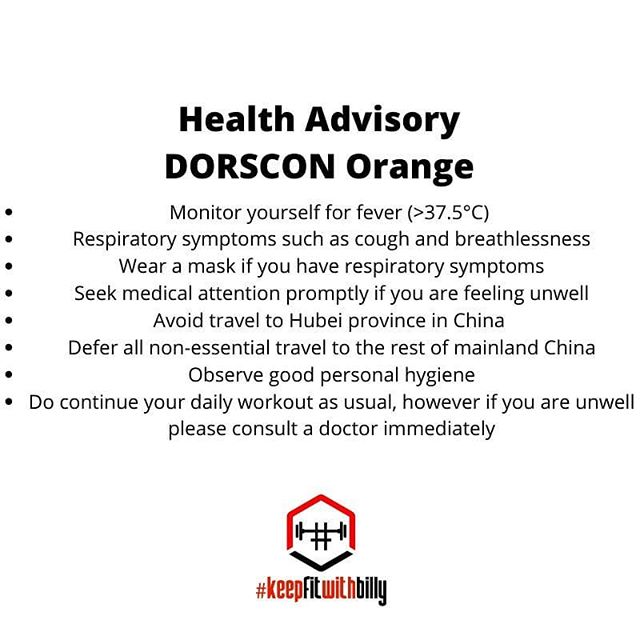 Health Advisory
DORSCON Orange
• Monitor yourself for fever (>37.5°C)
• Respiratory symptoms such as cough and breathlessness
• Wear a mask if you have respiratory symptoms
• Seek medical attention promptly if you are feeling unwell
• Avoid travel to Hubei province in China
• Defer all non-essential travel to the rest of mainland China
• Observe good personal hygiene
• Do continue your daily workout as usual, however if you are unwell
please consult a doctor immediately
#keepfitwithbilly